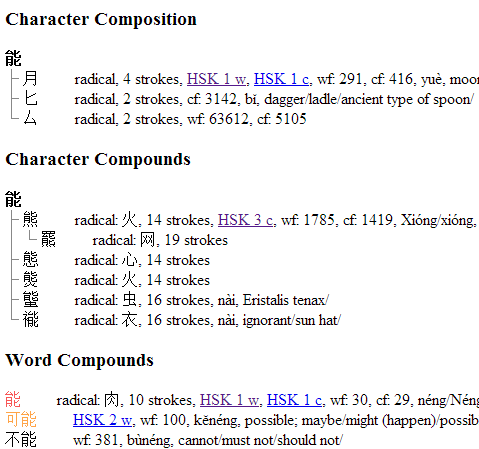 Character Composition
能
月 radical, 4 strokes, HSK 1 w, HSK 1 c, wf: 291, cf: 416, yuè, moon
匕 radical, 2 strokes, cf: 3142, bǐ, dagger/ladle/ancient type of spoon/
厶 radical, 2 strokes, wf: 63612, cf: 5105
Character Compounds
能
熊 radical: 火, 14 strokes, HSK 3 c, wf: 1785, cf: 1419, Xióng/xióng,
罷 radical: 网, 19 strokes
態 radical: 心, 14 strokes
radical: 火, 14 strokes
radical: 虫, 16 strokes, nài, Eristalis tenax/
褦 radical: 衣, 16 strokes, nài, ignorant/sun hat/
Word Compounds
能 radical: 肉, 10 strokes, HSK 1 w, HSK 1 c, wf: 30, cf: 29, néng/Néng
可能 HSK 2 w, wf: 100, kěnéng, possible; maybe/might (happen)/possib
不能 wf: 381, bùnéng, cannot/must not/should not/